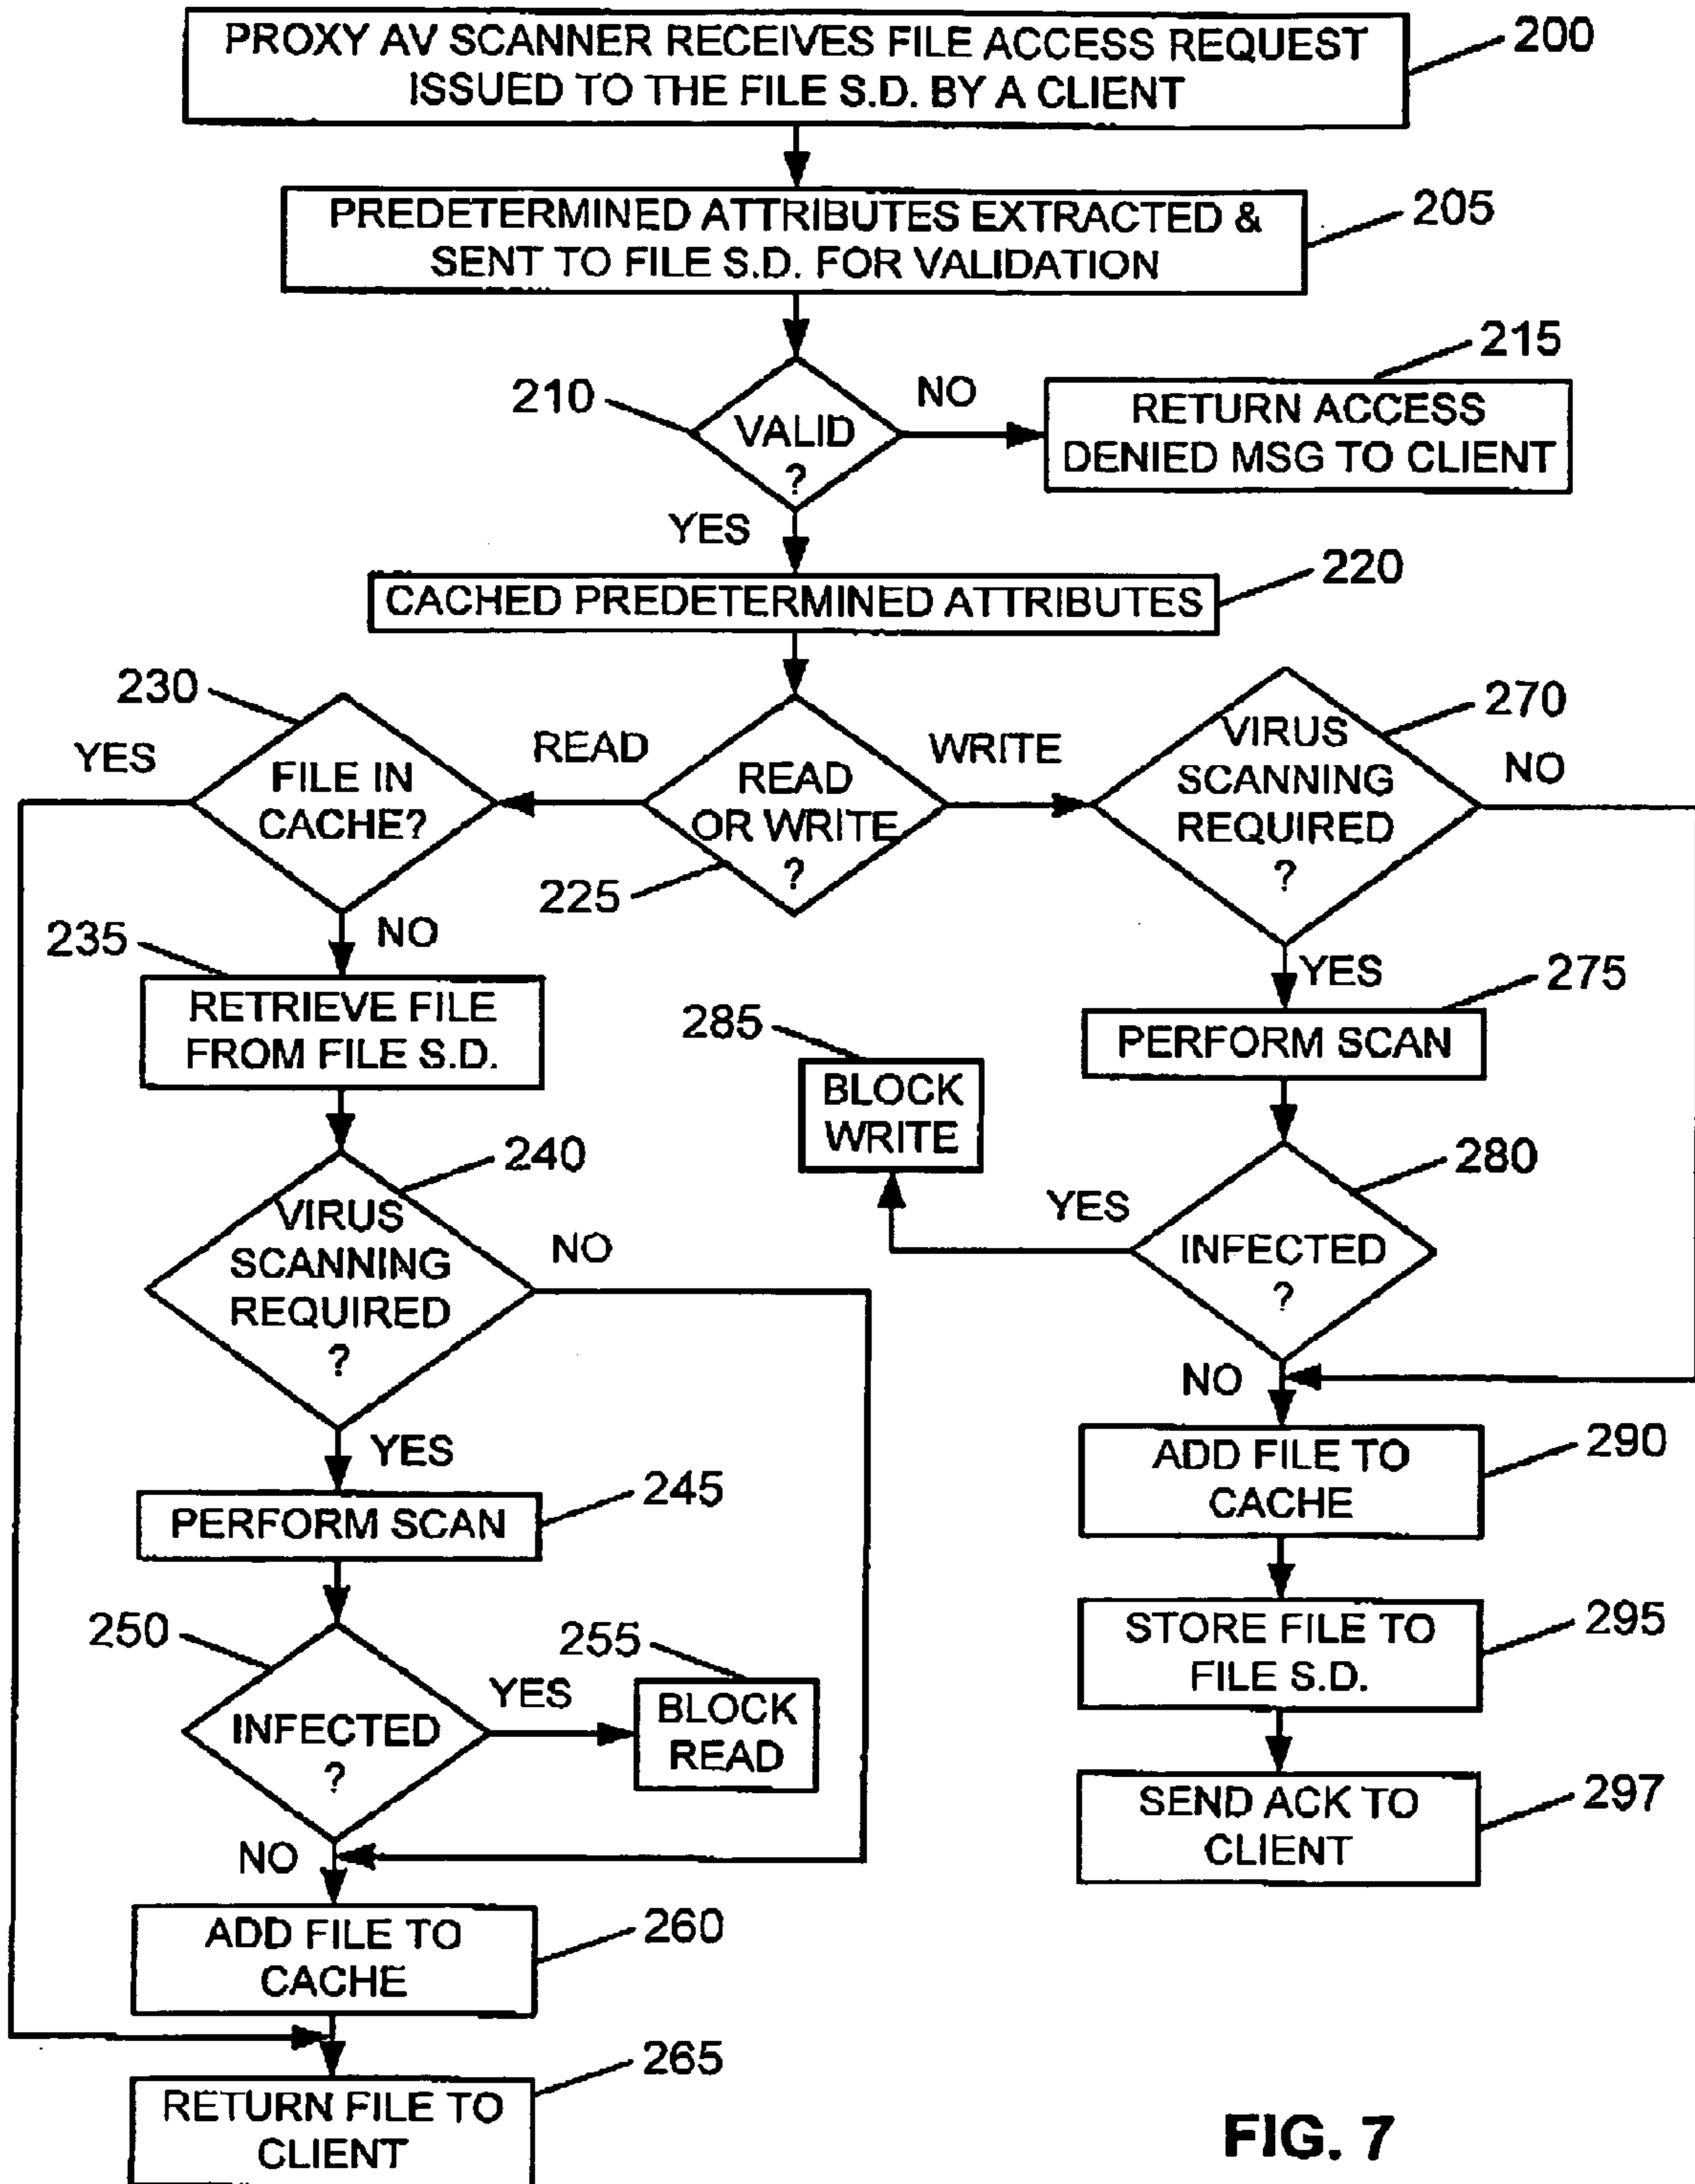 PROXY AV SCANNER RECEIVES FILE ACCESS REQUEST
ISSUED TO THE FILE S.D. BY A CLIENT
200
PREDETERMINED ATTRIBUTES EXTRACTED &
SENT TO FILE S.D. FOR VALIDATION
205
210
VALID
?
NO
215
RETURN ACCESS
DENIED MSG TO CLIENT
YES
CACHED PREDETERMINED ATTRIBUTES
220
230
YES
FILE IN
CACHE?
READ
READ
OR WRITE
?
225
WRITE
VIRUS
SCANNING
REQUIRED
?
270
NO
NO
235
RETRIEVE FILE
FROM FILE S.D.
YES
275
PERFORM SCAN
285
BLOCK
WRITE
240
VIRUS
SCANNING
REQUIRED
?
NO
YES
280
INFECTED
?
NO
YES
245
PERFORM SCAN
290
ADD FILE TO
CACHE
250
INFECTED
?
YES
255
BLOCK
READ
295
STORE FILE TO
FILE S.D.
297
SEND ACK TO
CLIENT
NO
260
ADD FILE TO
CACHE
265
RETURN FILE TO
CLIENT
FIG. 7